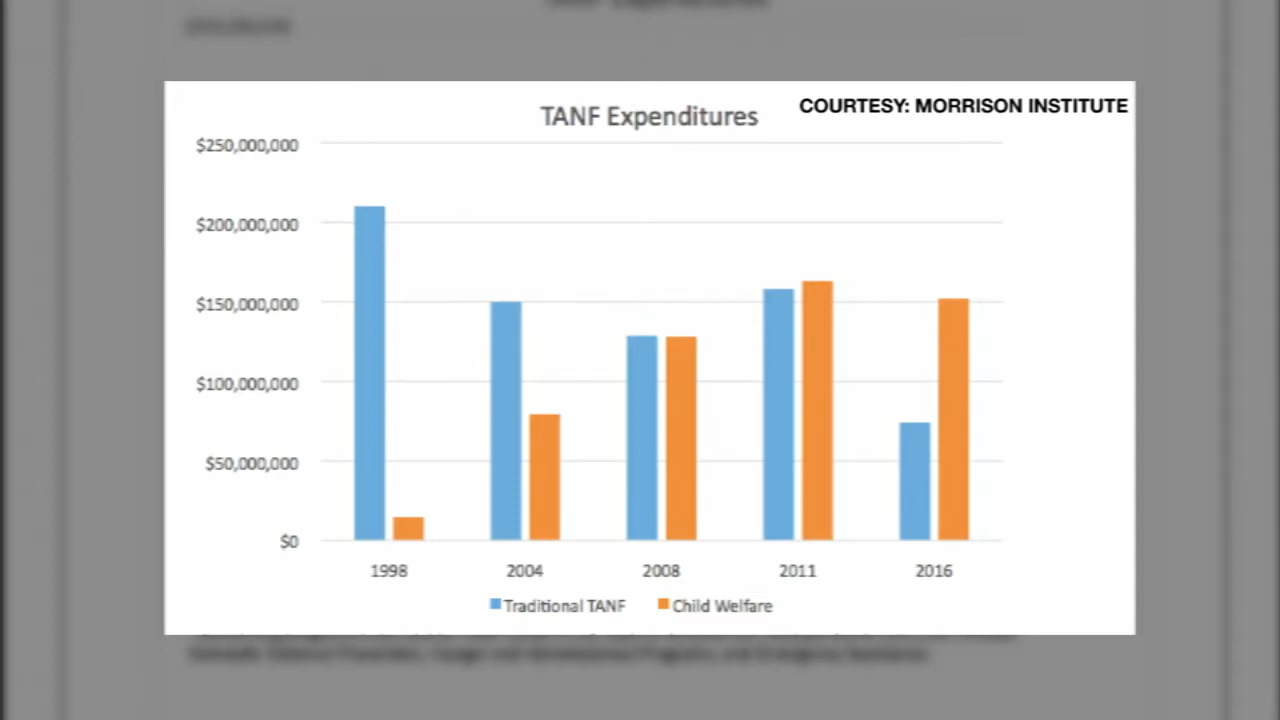 TANF Expenditures
COURTESY: MORRISON INSTITUTE
$250,000,000
$200,000,000
$150,000,000
$100,000,000
$50,000,000
$0
1998 2004 2008 2011 2016
Traditional TANF Child Welfare